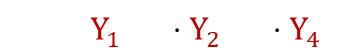 Y₁ · Y₂ · Y₄